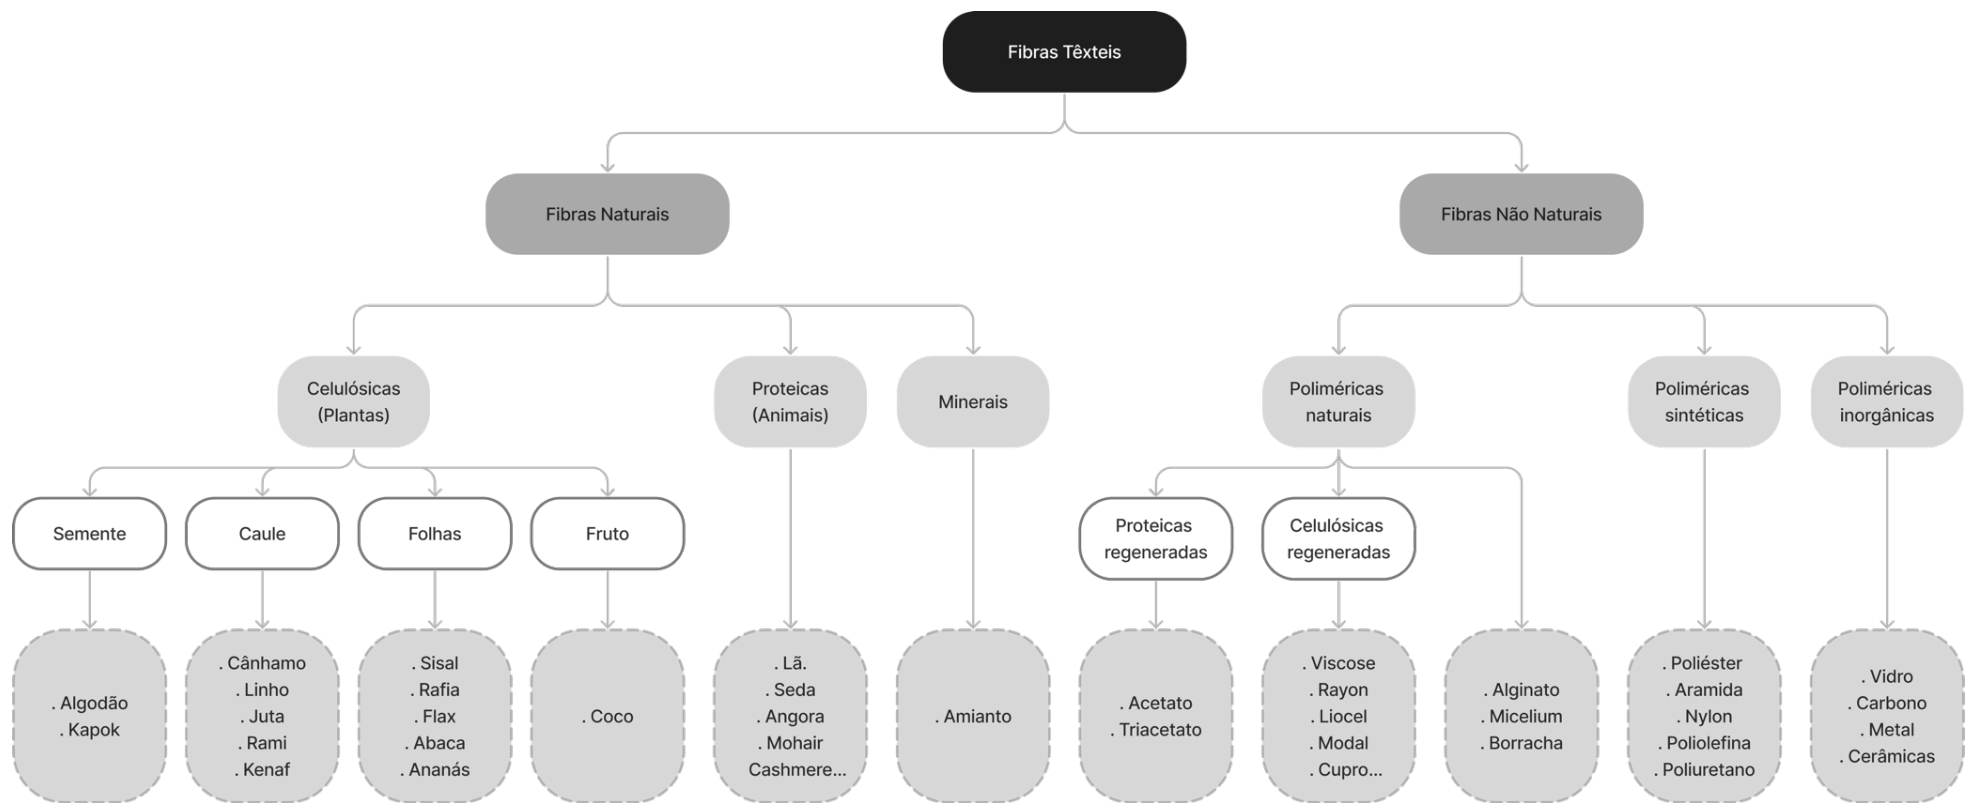 Fibras Têxteis
Fibras Naturais
Fibras Não Naturais
Celulósicas
(Plantas)
Proteicas
(Animais)
Minerais
Poliméricas
naturais
Poliméricas
sintéticas
Poliméricas
inorgânicas
Semente
Caule
Folhas
Fruto
Proteicas
regeneradas
Celulósicas
regeneradas
. Algodão
. Kapok
. Cânhamo
. Linho
. Juta
. Rami
. Kenaf
. Sisal
. Rafia
. Flax
. Abaca
. Ananás
. Coco
. Lã.
. Seda
. Angora
. Mohair
Cashmere...
. Amianto
. Acetato
. Triacetato
. Viscose
. Rayon
. Liocel
. Modal
. Cupro...
. Alginato
. Micelium
. Borracha
. Poliéster
. Aramida
. Nylon
. Poliolefina
. Poliuretano
. Vidro
. Carbono
. Metal
. Cerâmicas